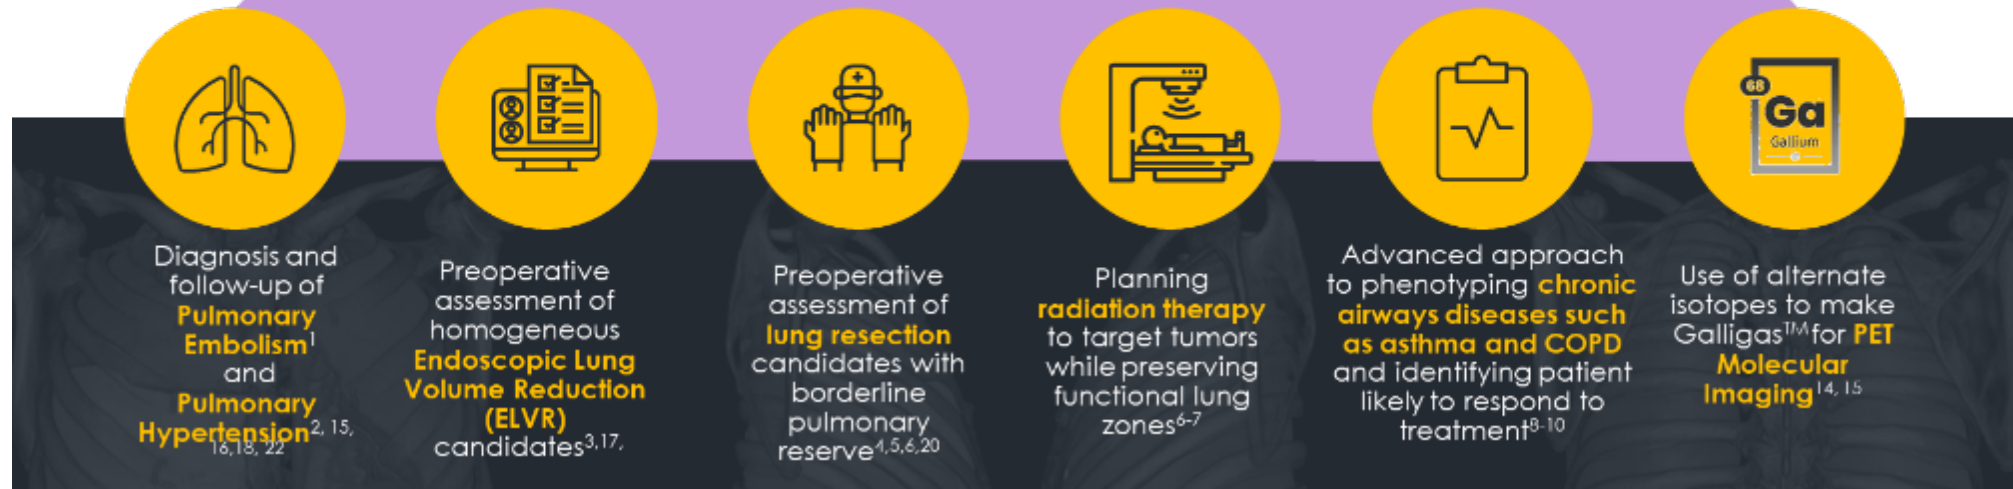 Diagnosis and
follow-up of
Pulmonary
Embolism1
and
Pulmonary
Hypertension2, 15,
16,18, 22
Preoperative
assessment of
homogeneous
Endoscopic Lung
Volume Reduction
(ELVR)
candidates3,17,
Preoperative
assessment of
lung resection
candidates with
borderline
pulmonary
reserve4,5,6,20
Planning
radiation therapy
to target tumors
while preserving
functional lung
zones6-7
Advanced approach
to phenotyping chronic
airways diseases such
as asthma and COPD
and identifying patient
likely to respond to
treatment8-10
68
Ga
Gallium
Use of alternate
isotopes to make
Galligas™ for PET
Molecular
Imaging14, 15